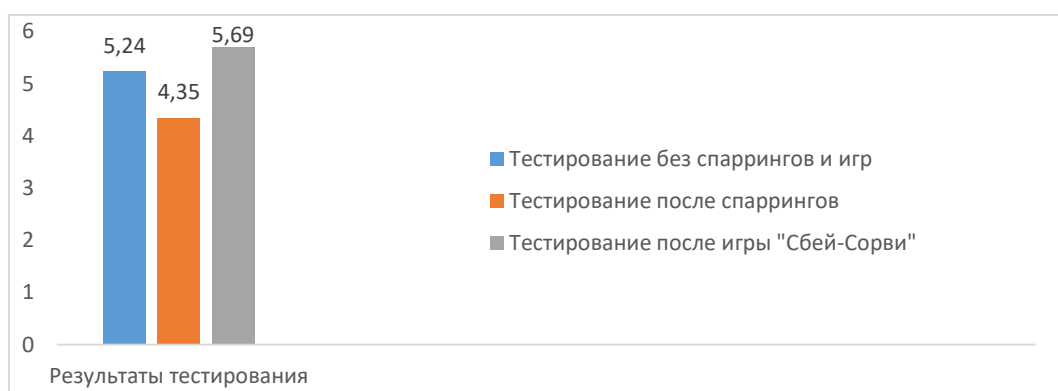 6
5
4
3
2
1
0
5,24
4,35
5,69
Результаты тестирования
Тестирование без спаррингов и игр
Тестирование после спаррингов
Тестирование после игры "Сбей-Сорви"